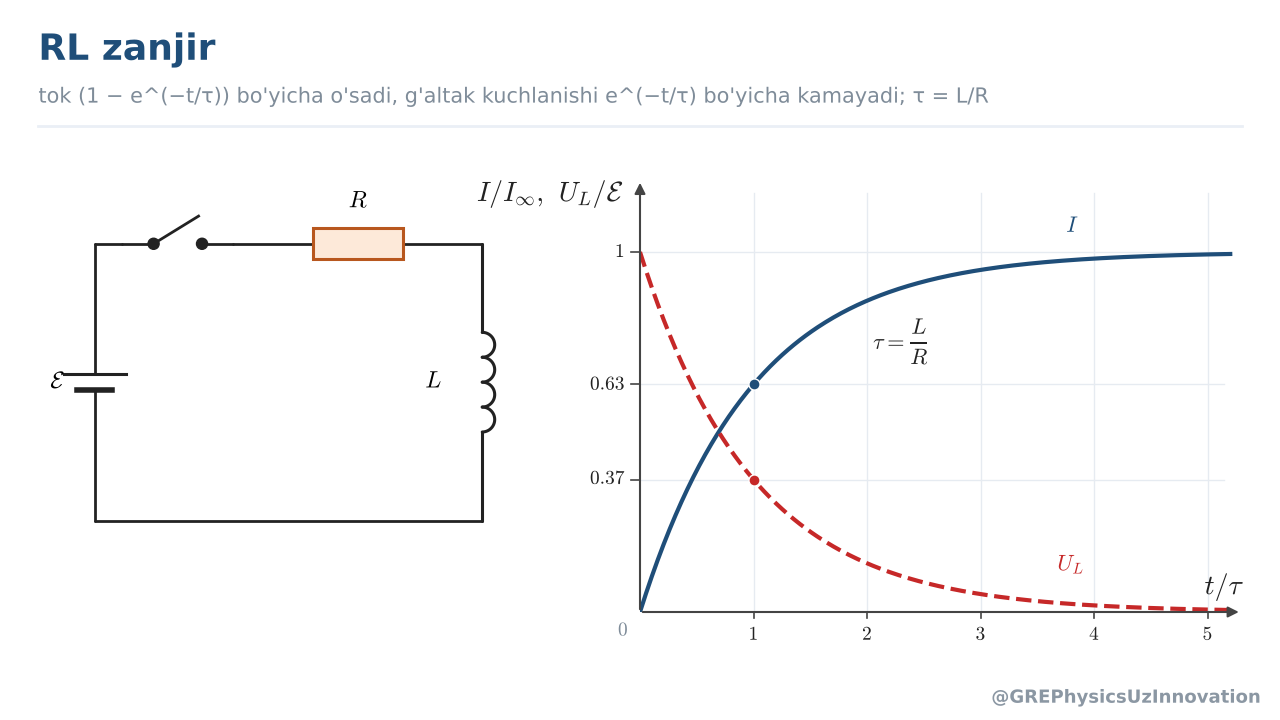 RL zanjir
tok (1 − e^(−t/τ)) bo'yicha o'sadi, g'altak kuchlanishi e^(−t/τ) bo'yicha kamayadi; τ = L/R
R
ℰ
L
I/I∞, U_L/ℰ
I
1
τ = L/R
0.63
0.37
U_L
t/τ
0 1 2 3 4 5
@GREPhysicsUzInnovation